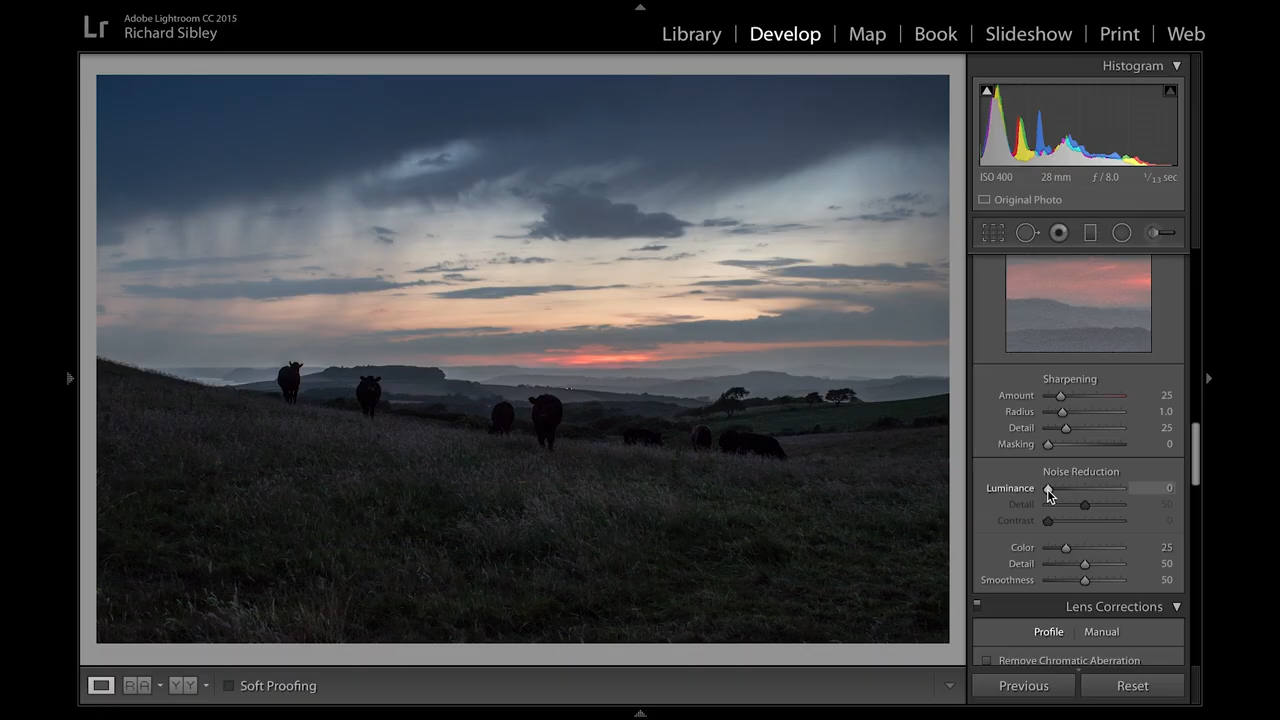 Lr
Adobe Lightroom CC 2015
Richard Sibley
Library | Develop | Map | Book | Slideshow | Print | Web
Histogram
ISO 400 28 mm ƒ / 8.0 1/13 sec
Original Photo
Sharpening
Amount 25
Radius 1.0
Detail 25
Masking 0
Noise Reduction
Luminance 0
Detail 50
Contrast 0
Color 25
Detail 50
Smoothness 50
Lens Corrections
Profile | Manual
Remove Chromatic Aberration
R A Y Y Soft Proofing
Previous Reset